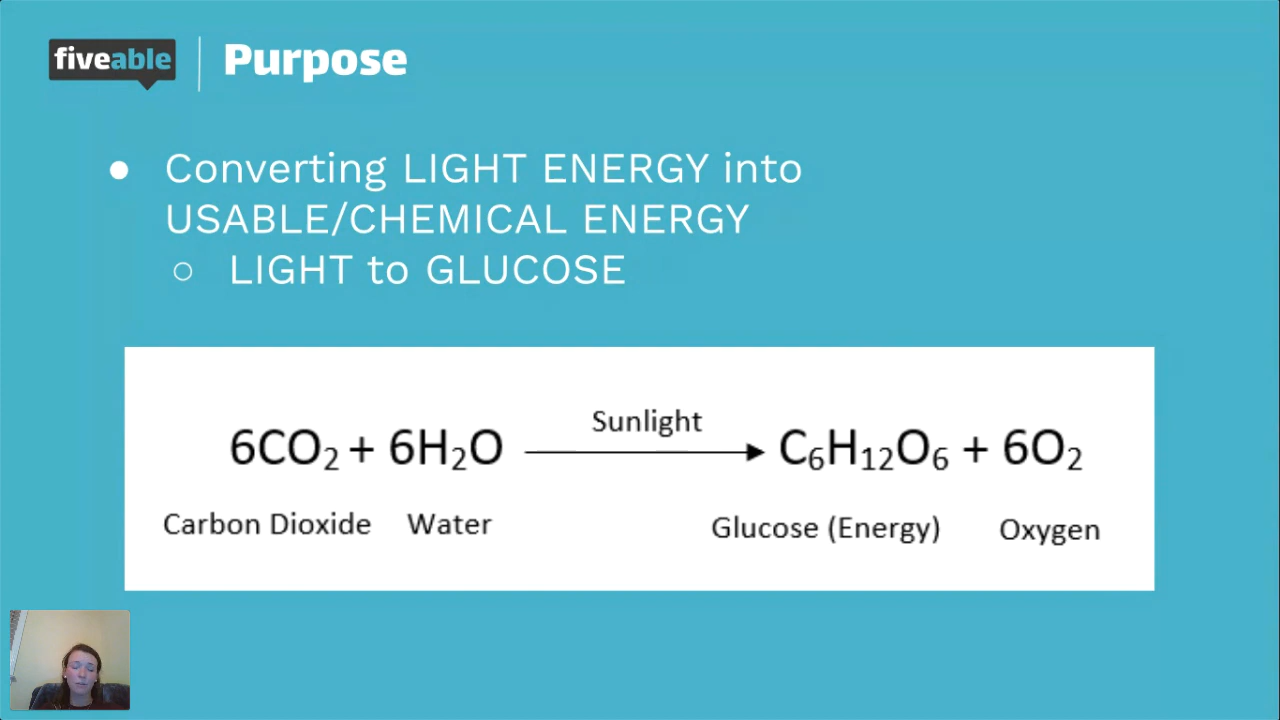 fiveable
Purpose
● Converting LIGHT ENERGY into
USABLE/CHEMICAL ENERGY
○ LIGHT to GLUCOSE
Sunlight
6CO₂ + 6H₂O → C₆H₁₂O₆ + 6O₂
Carbon Dioxide Water Glucose (Energy) Oxygen